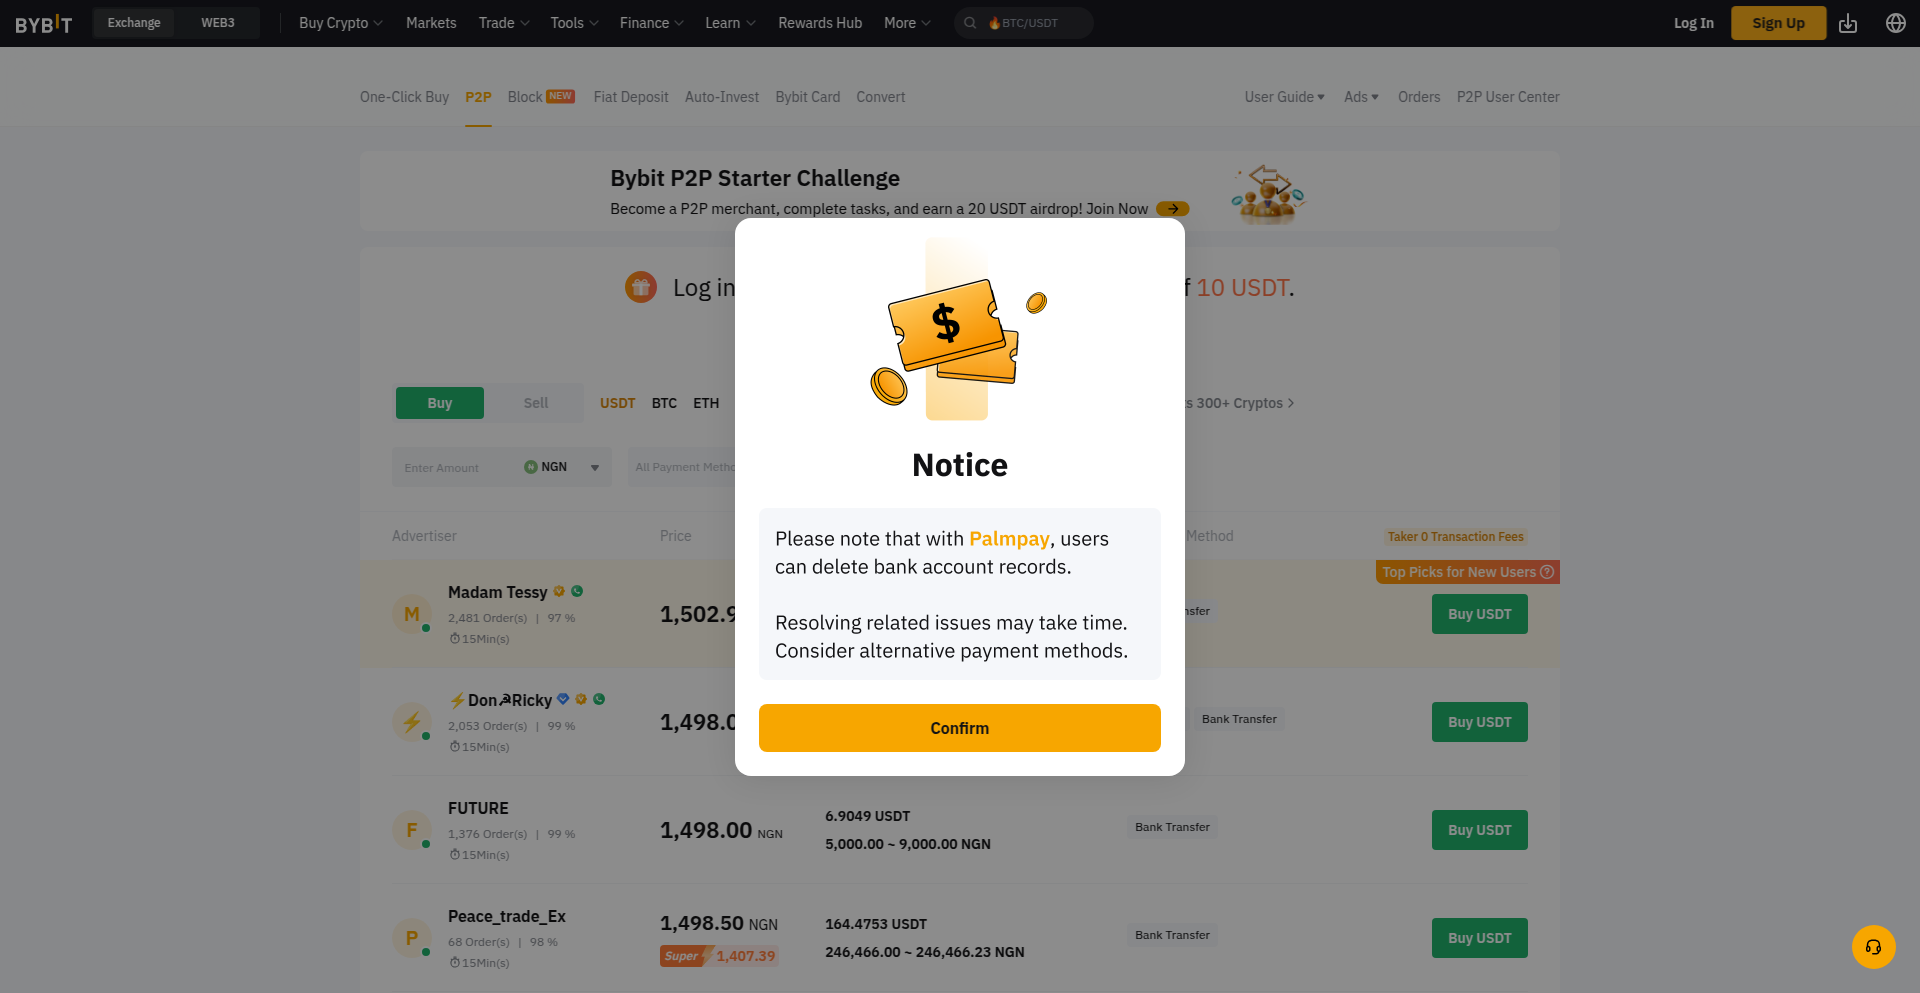 BYBIT Exchange WEB3 Buy Crypto Markets Trade Tools Finance Learn Rewards Hub More BTC/USDT Log In Sign Up
One-Click Buy P2P Block NEW Fiat Deposit Auto-Invest Bybit Card Convert User Guide Ads Orders P2P User Center
Bybit P2P Starter Challenge
Become a P2P merchant, complete tasks, and earn a 20 USDT airdrop! Join Now
Log in 10 USDT.
Buy Sell USDT BTC ETH 300+ Cryptos
Enter Amount NGN All Payment
Advertiser Price Method Taker 0 Transaction Fees
Top Picks for New Users
M Madam Tessy
2,481 Order(s) | 97 %
15Min(s)
1,502.9
Buy USDT
Don Ricky
2,053 Order(s) | 99 %
15Min(s)
1,498.0
Bank Transfer
Buy USDT
F FUTURE
1,376 Order(s) | 99 %
15Min(s)
1,498.00 NGN
6.9049 USDT
5,000.00 ~ 9,000.00 NGN
Bank Transfer
Buy USDT
P Peace_trade_Ex
68 Order(s) | 98 %
15Min(s)
1,498.50 NGN
Super 1,407.39
164.4753 USDT
246,466.00 ~ 246,466.23 NGN
Bank Transfer
Buy USDT
$
Notice
Please note that with Palmpay, users
can delete bank account records.
Resolving related issues may take time.
Consider alternative payment methods.
Confirm